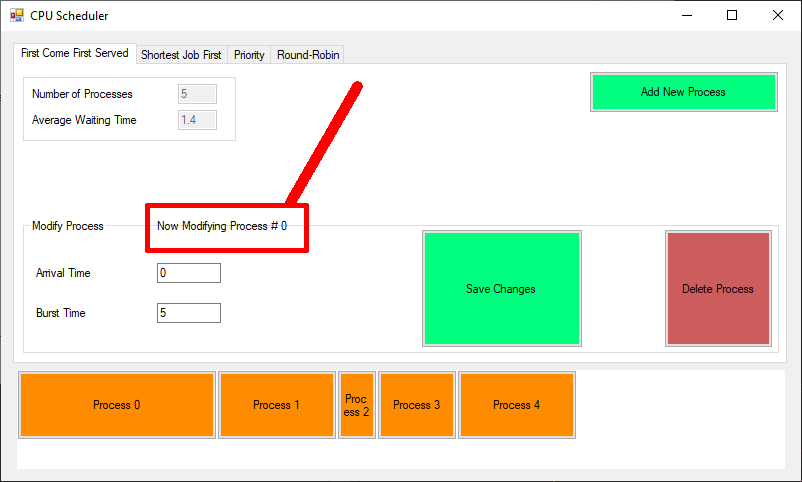 CPU Scheduler
First Come First Served
Shortest Job First
Priority
Round-Robin
Number of Processes
5
Average Waiting Time
1.4
Add New Process
Modify Process
Now Modifying Process # 0
Arrival Time
0
Burst Time
5
Save Changes
Delete Process
Process 0
Process 1
Proc
ess 2
Process 3
Process 4